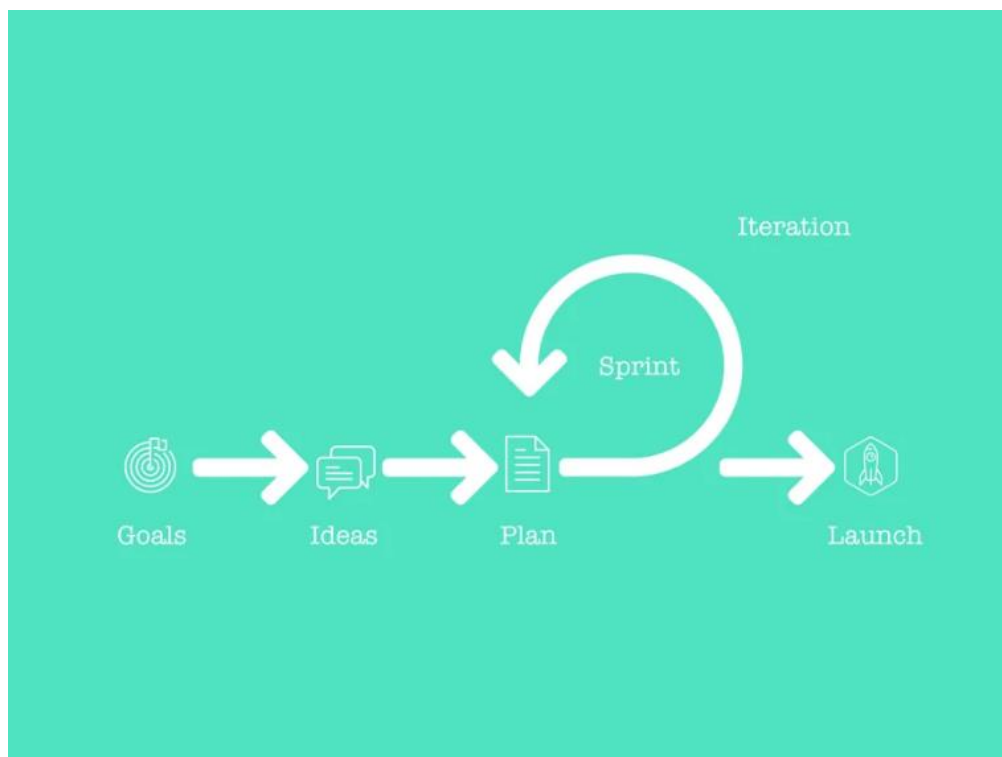 Iteration
Sprint
Goals
Ideas
Plan
Launch